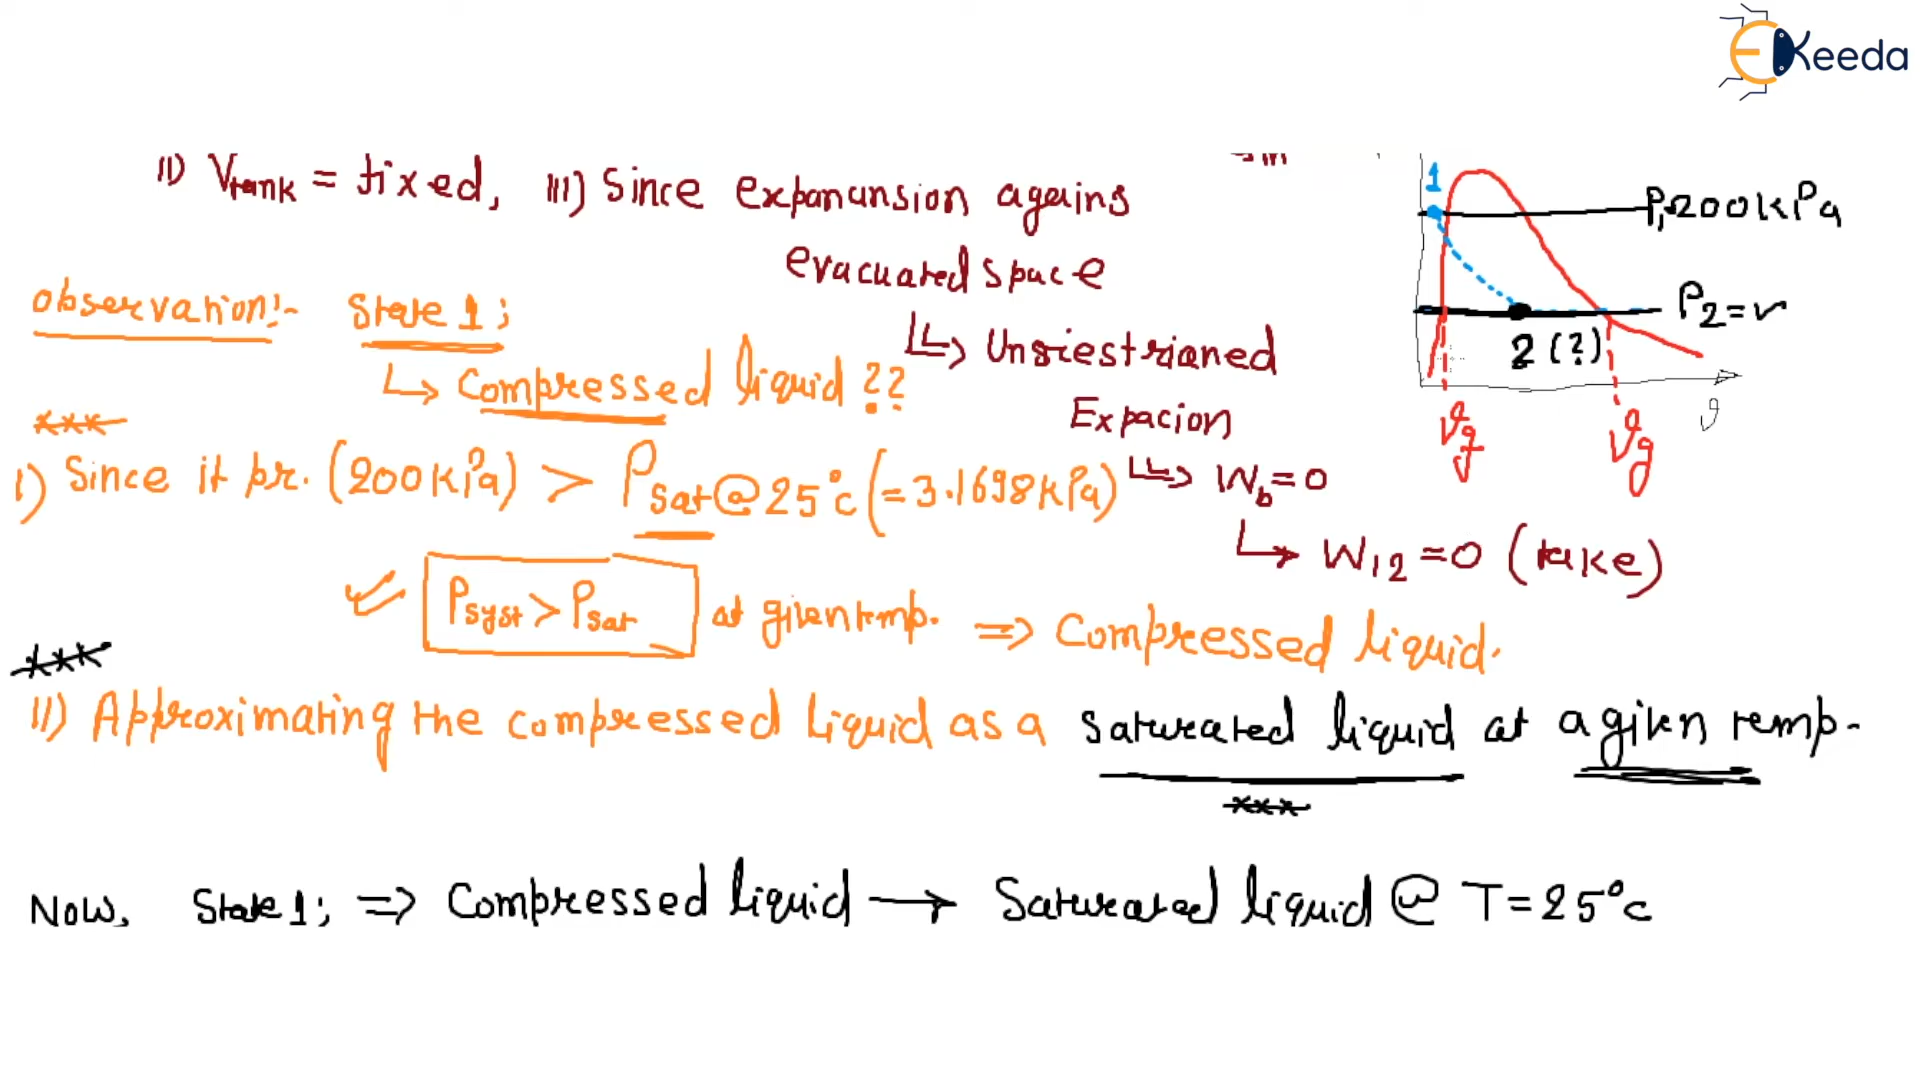 EKeeda
II) Vtank = fixed, III) Since expanansion agains
evacuated space
↳ Unsiestrianed
Expacion
↳ Wb=0
↳ W12=0 (take)
observation:- State 1;
↳ Compressed liquid ??
***
I) Since it pr. (200kPa) > Psat@25°c (=3.1698kPa)
Psyst > Psat at given temp. => Compressed liquid.
***
II) Approximating the compressed liquid as a saturated liquid at a given temp.
***
Now, State 1; => Compressed liquid → Saturated liquid @ T=25°c
1
P1=200kPa
P2=
2 (?)
Vg